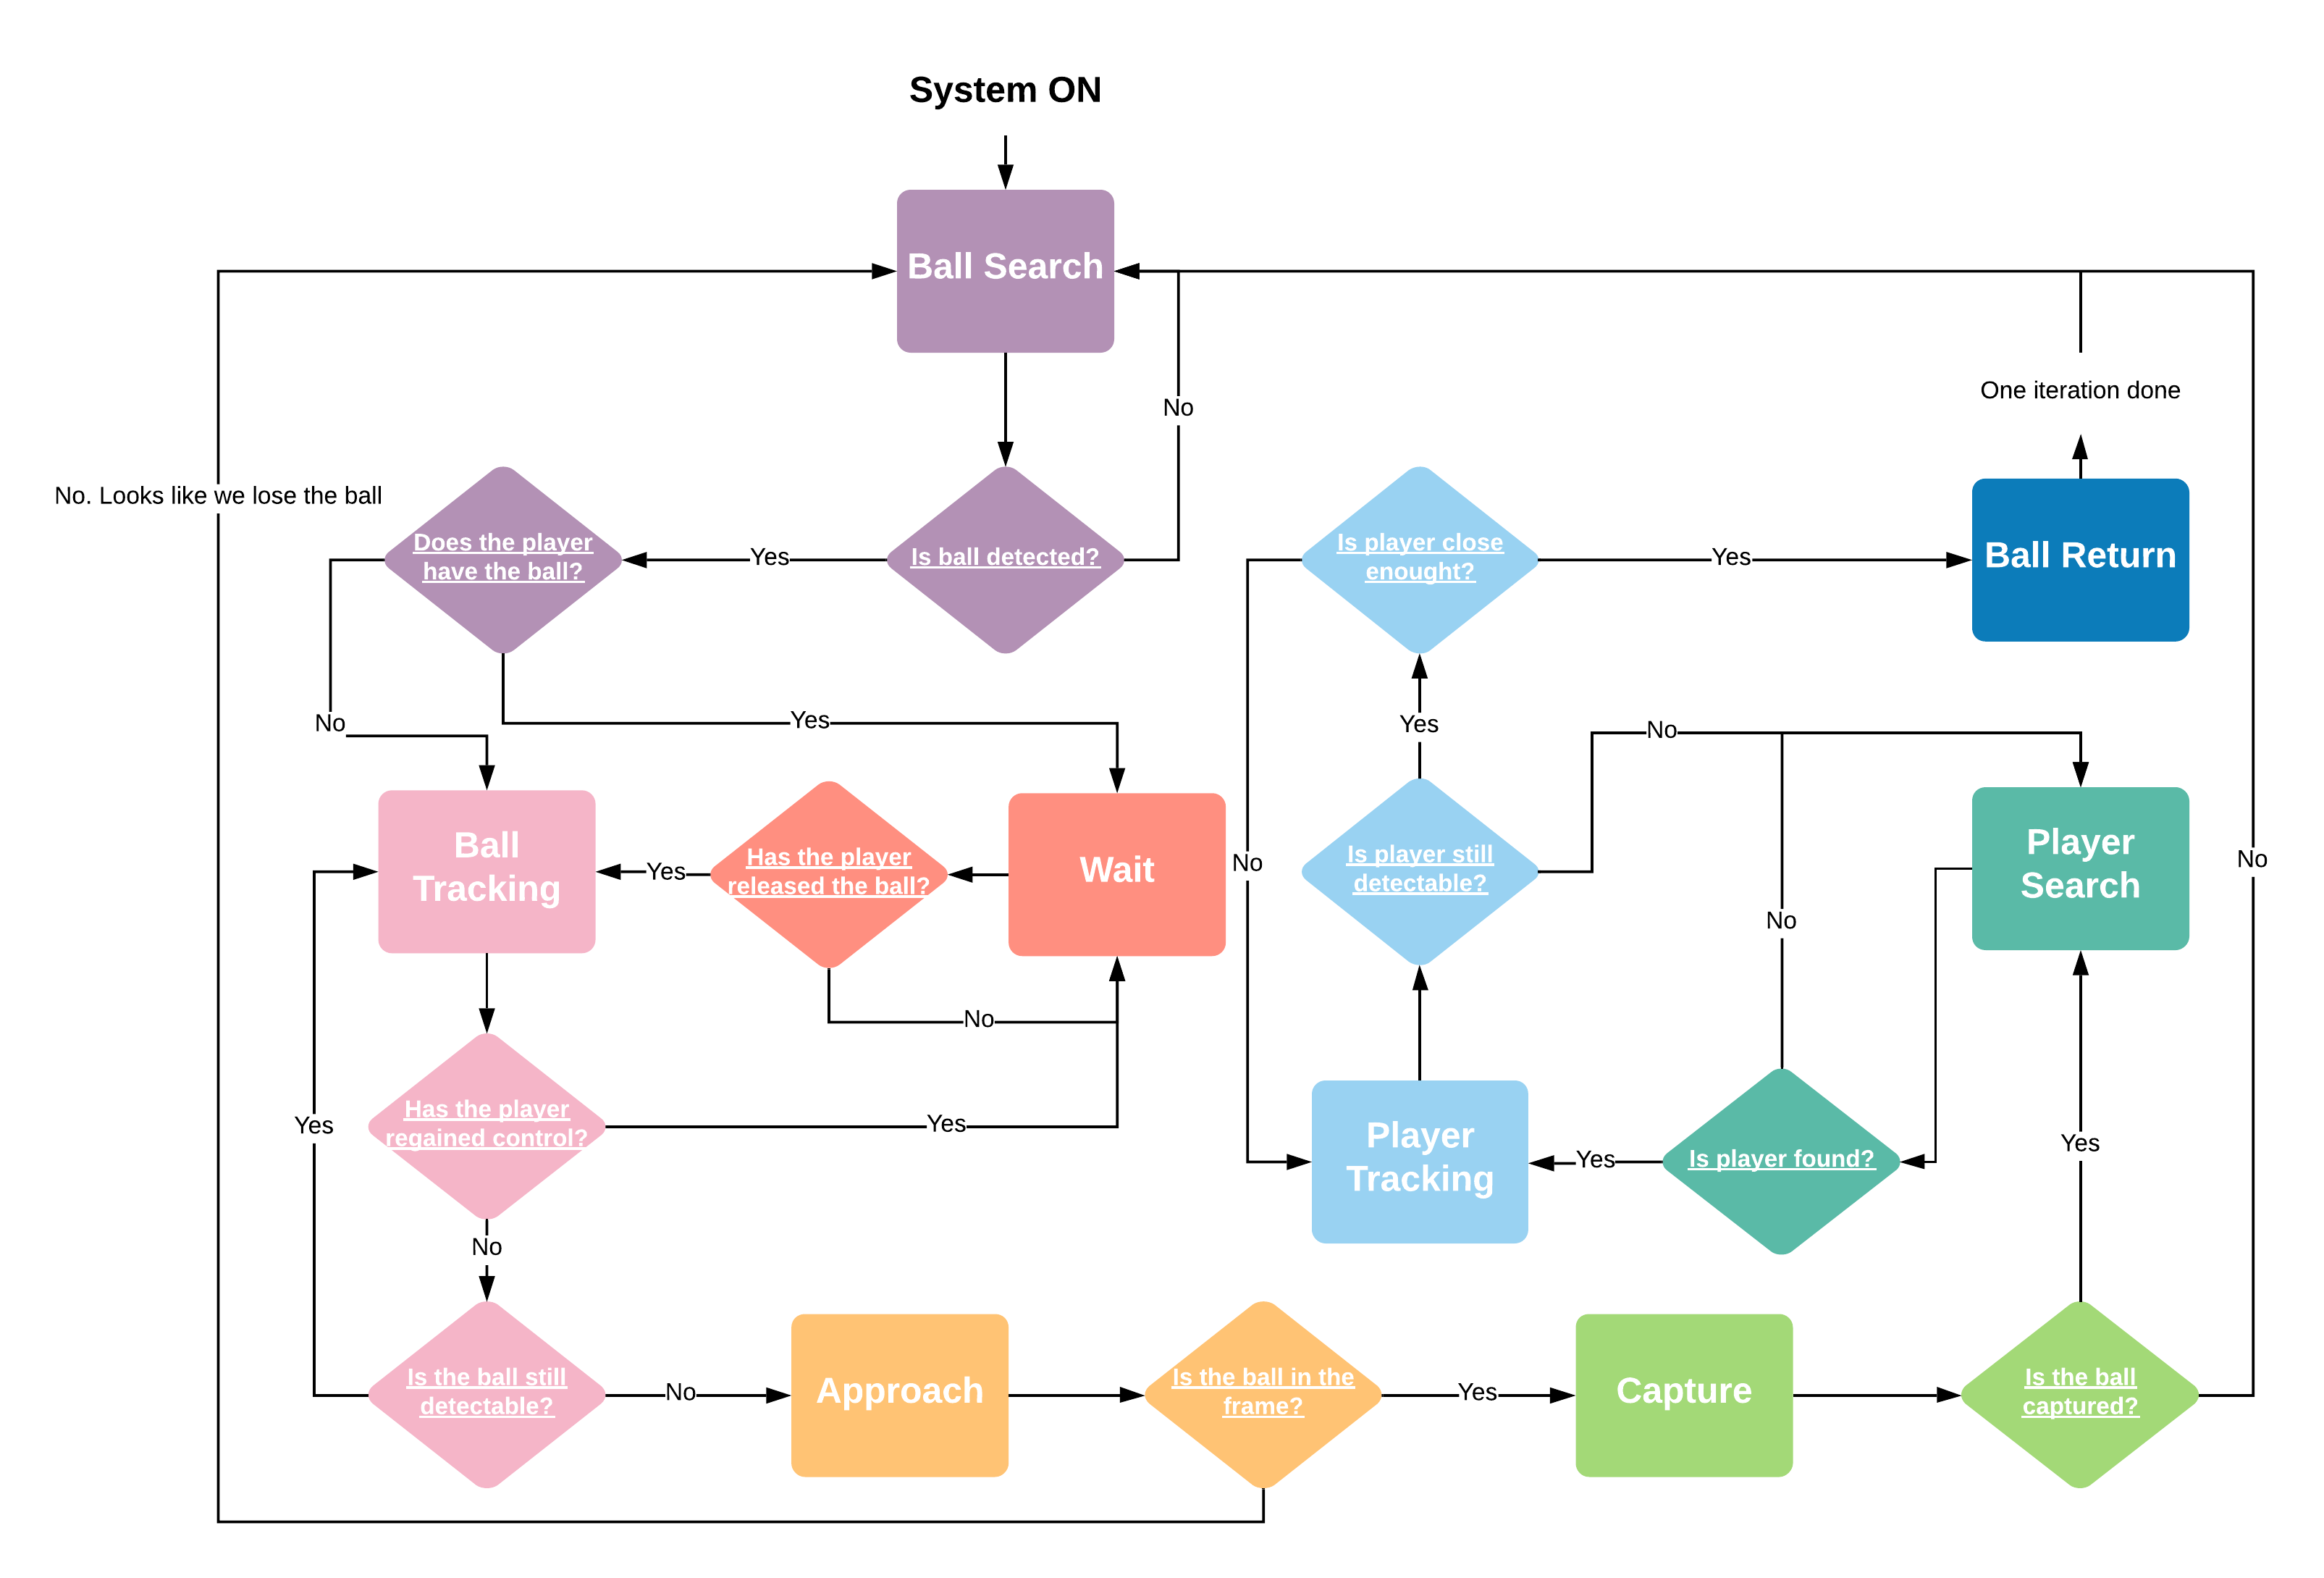 System ON
Ball Search
No
One iteration done
No. Looks like we lose the ball
Does the player
have the ball?
Yes
Is ball detected?
Is player close
enought?
Yes
Ball Return
No
Yes
Yes
No
Ball
Tracking
Yes
Has the player
released the ball?
Wait
No
Is player still
detectable?
No
Player
Search
No
No
Yes
Has the player
regained control?
Yes
Player
Tracking
Yes
Is player found?
Yes
No
Is the ball still
detectable?
No
Approach
Is the ball in the
frame?
Yes
Capture
Is the ball
captured?